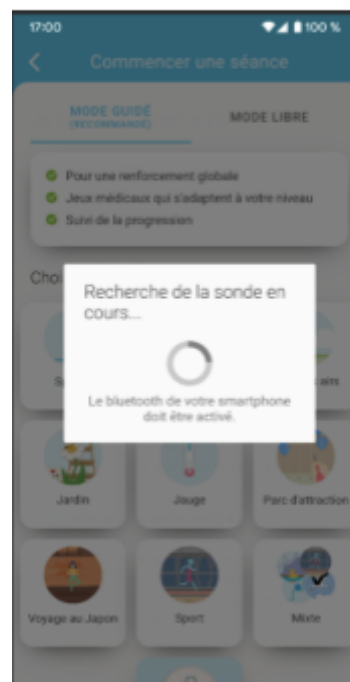 17:00 100 %
Commencer une séance
MODE GUIDÉ MODE LIBRE
(RECOMMANDÉ)
Pour une renforcement globale
Jeux médicaux qui s'adaptent à votre niveau
Suivi de la progression
Choi
Recherche de la sonde en
cours...
Le bluetooth de votre smartphone
doit être activé.
S airs
Jardin Jauge Parc d'attraction
Voyage au Japon Sport Mixte